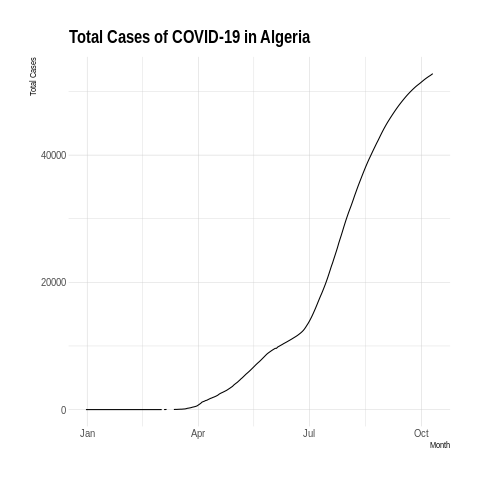 Total Cases of COVID-19 in Algeria
Total Cases
40000
20000
0
Jan Apr Jul Oct
Month